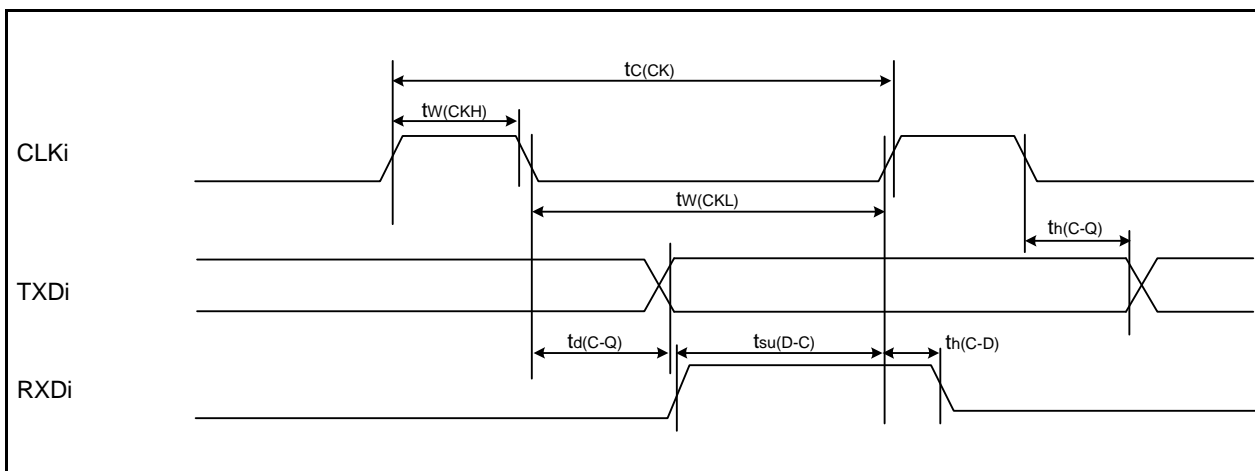 tC(CK)
tW(CKH)
CLKi
tW(CKL)
th(C-Q)
TXDi
td(C-Q)
tsu(D-C)
th(C-D)
RXDi